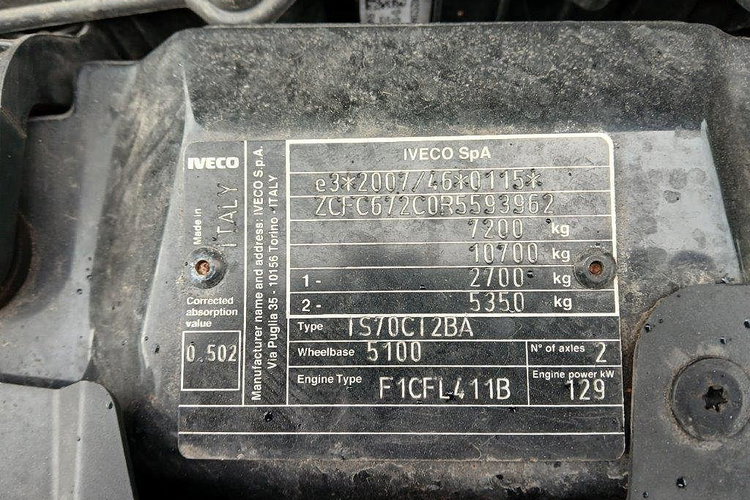 IVECO
Made in
ITALY
Corrected
absorption
value
0.502
Manufacturer name and address: IVECO S.p.A.
Via Puglia 35 - 10156 Torino - ITALY
IVECO SpA
e3*2007/46*0115*
ZCFC672C0R5593962
7200 kg
10700 kg
1 - 2700 kg
2 - 5350 kg
Type IS70CI2BA
Wheelbase 5100 N° of axles 2
Engine Type F1CFL411B Engine power kW 129